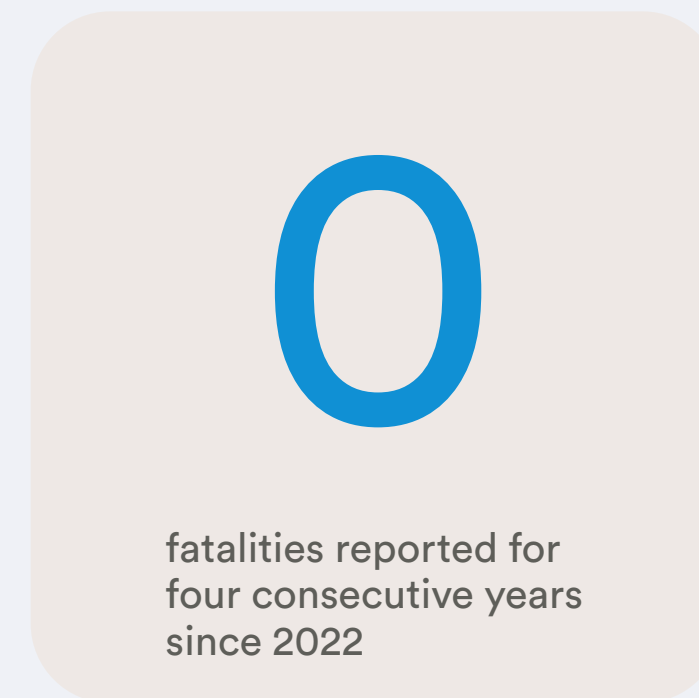 0
fatalities reported for
four consecutive years
since 2022